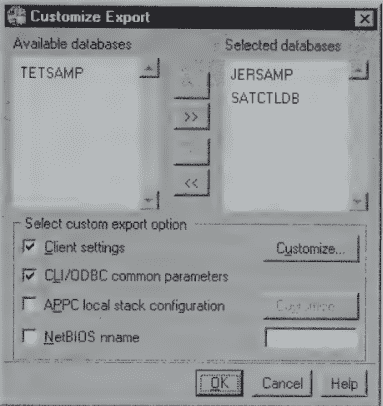 Customize Export
Available databases
Selected databases
TETSAMP
JERSAMP
SATCTLDB
>>
<<
Select custom export option
Client settings
Customize...
CLI/ODBC common parameters
APPC local stack configuration
NetBIOS nname
OK
Cancel
Help